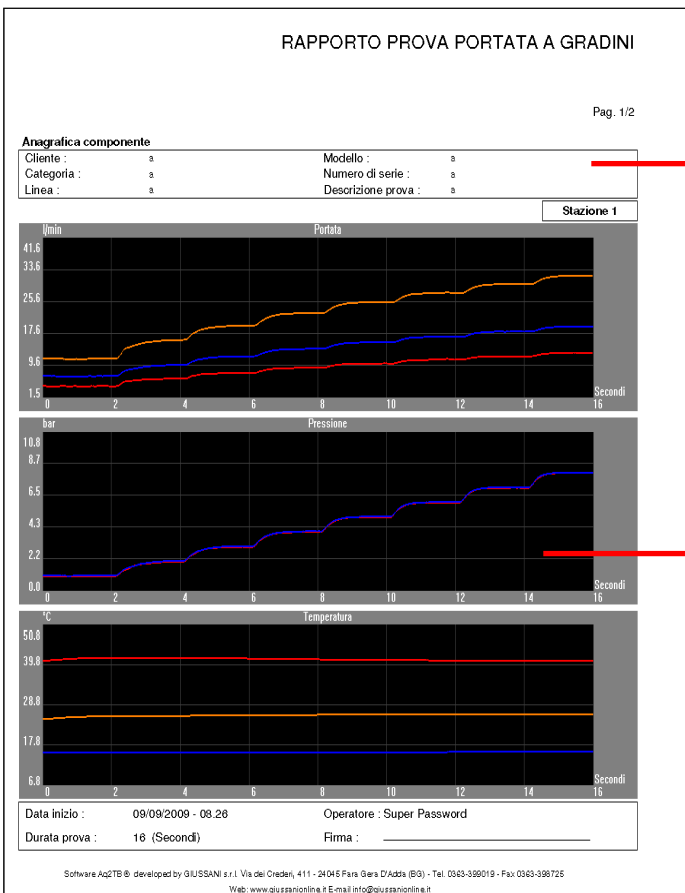 RAPPORTO PROVA PORTATA A GRADINI
Pag. 1/2
Anagrafica componente
Cliente : a Modello : a
Categoria : a Numero di serie : a
Linea : a Descrizione prova : a
Stazione 1
l/min Portata
41.6
33.6
25.6
17.6
9.6
1.5
Secondi
0 2 4 6 8 10 12 14 16
bar Pressione
10.8
8.7
6.5
4.3
2.2
0.0
Secondi
0 2 4 6 8 10 12 14 16
°C Temperatura
50.8
39.8
28.8
17.8
6.8
Secondi
0 2 4 6 8 10 12 14 16
Data inizio : 09/09/2009 - 08.26 Operatore : Super Password
Durata prova : 16 (Secondi) Firma :
Software Aq2TB ® developed by GIUSSANI s.r.l. Via dei Crederi, 411 - 24045 Fara Gera D'Adda (BG) - Tel. 0363-399019 - Fax 0363-398725
Web: www.giussanionline.it E-mail info@giussanionline.it